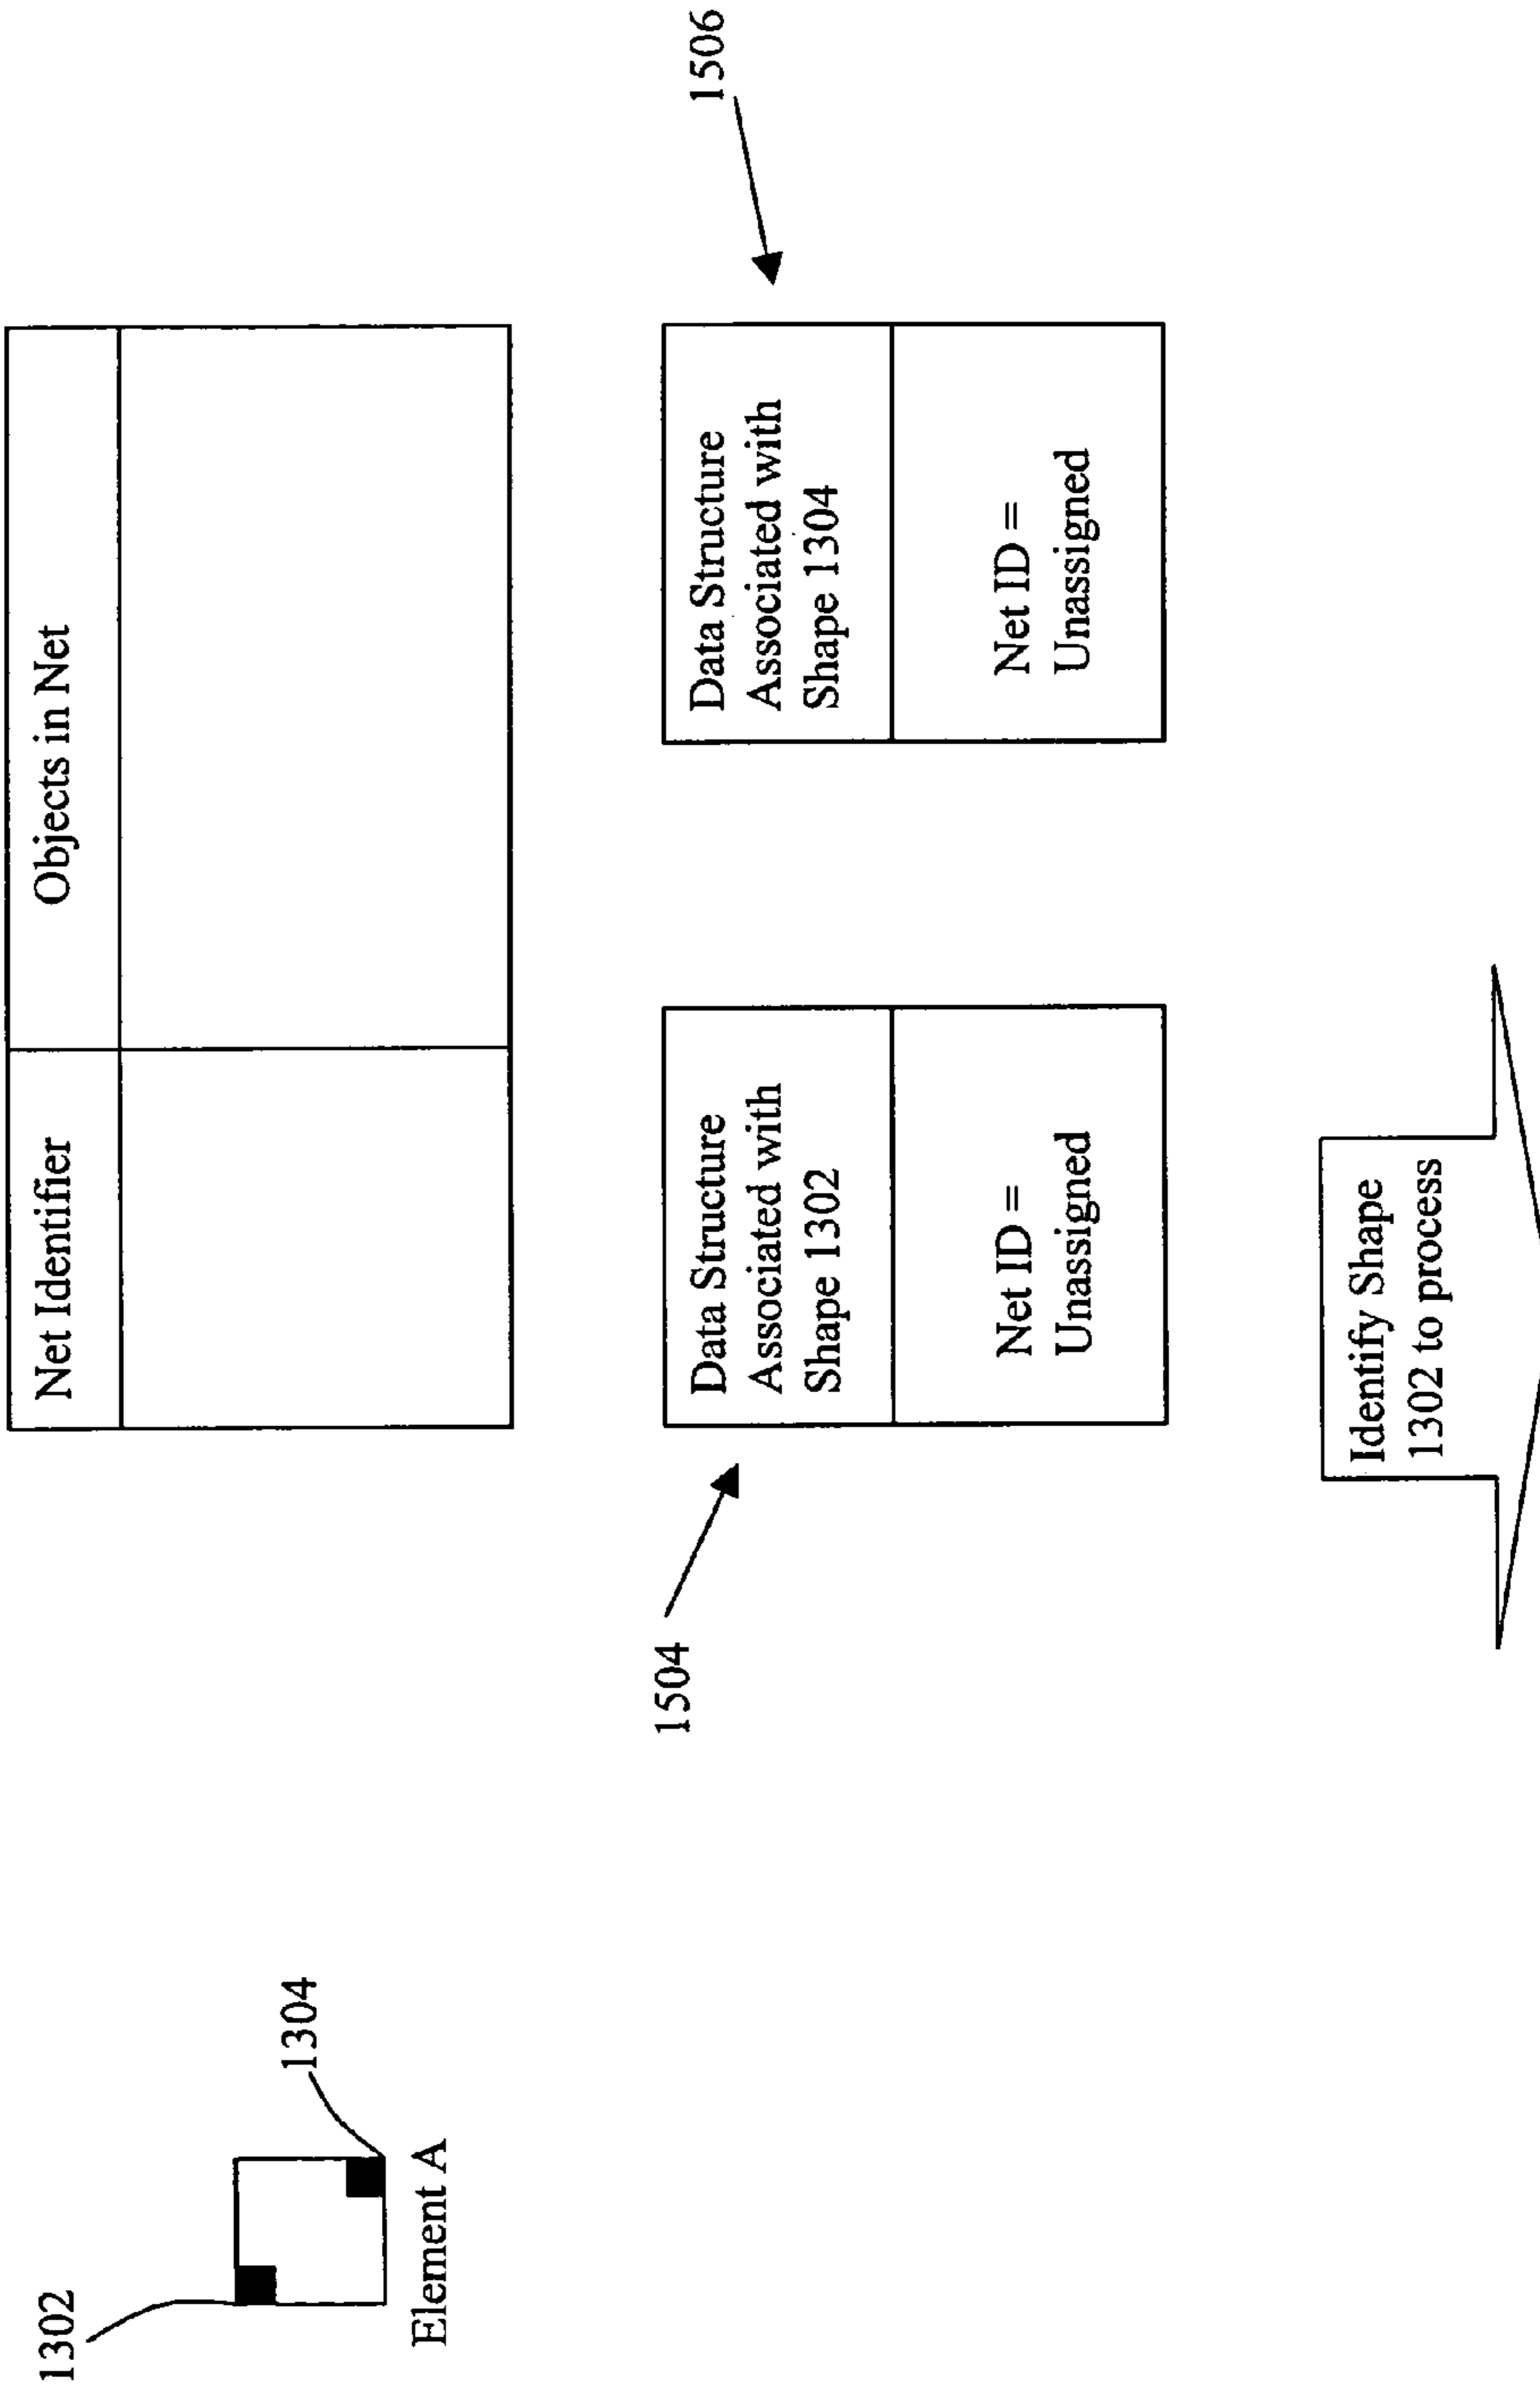 1302
1304
Element A
Net Identifier
Objects in Net
1504
Data Structure
Associated with
Shape 1302
Net ID =
Unassigned
1506
Data Structure
Associated with
Shape 1304
Net ID =
Unassigned
Identify Shape
1302 to process